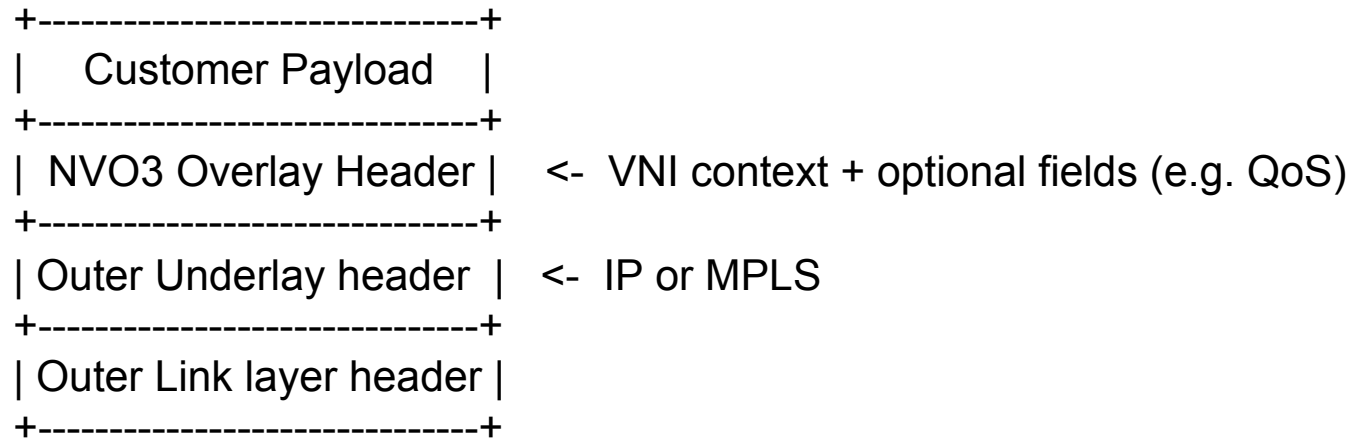 +-------------------------------+
| Customer Payload |
+-------------------------------+
| NVO3 Overlay Header | <- VNI context + optional fields (e.g. QoS)
+-------------------------------+
| Outer Underlay header | <- IP or MPLS
+-------------------------------+
| Outer Link layer header |
+-------------------------------+